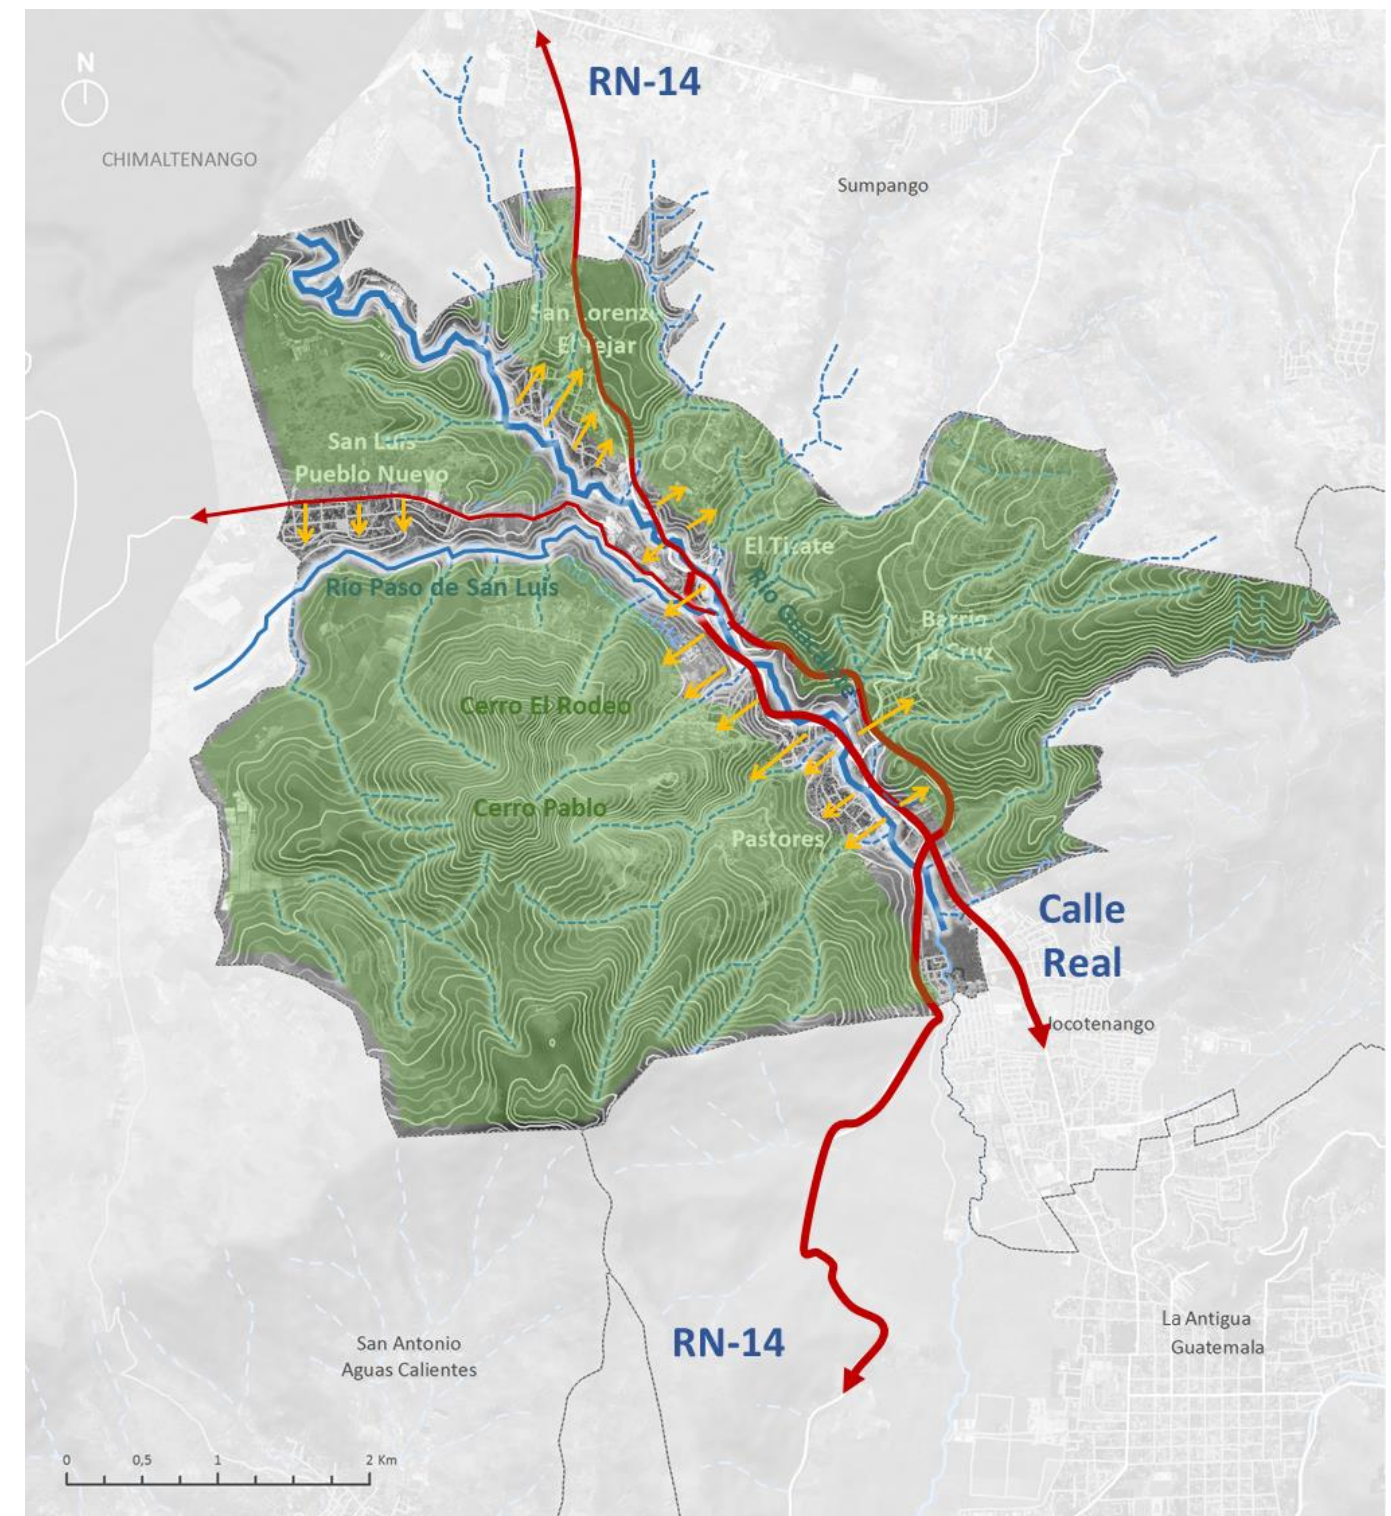 RN-14
N
CHIMALTENANGO
Sumpango
San Lorenzo
El Tejar
San Luis
Pueblo Nuevo
El Tizate
Río Paso de San Luis
Río Guacalate
Barrio
La Cruz
Cerro El Rodeo
Cerro Pablo
Pastores
Calle
Real
Jocotenango
RN-14
La Antigua
Guatemala
San Antonio
Aguas Calientes
0 0,5 1 2 Km